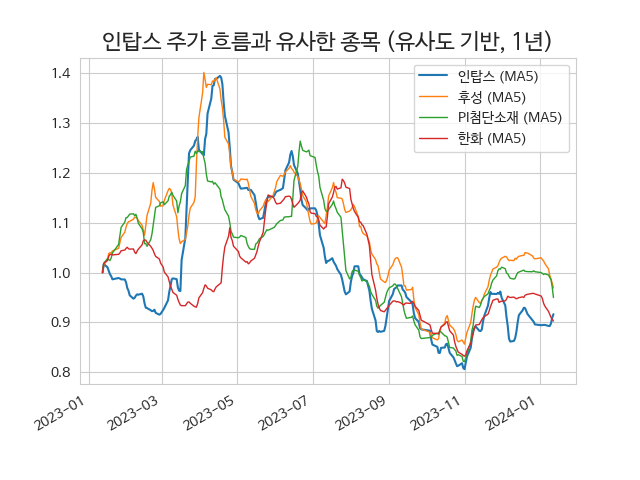 인탑스 주가 흐름과 유사한 종목 (유사도 기반, 1년)
인탑스 (MA5)
후성 (MA5)
PI첨단소재 (MA5)
한화 (MA5)
1.4
1.3
1.2
1.1
1.0
0.9
0.8
2023-01
2023-03
2023-05
2023-07
2023-09
2023-11
2024-01